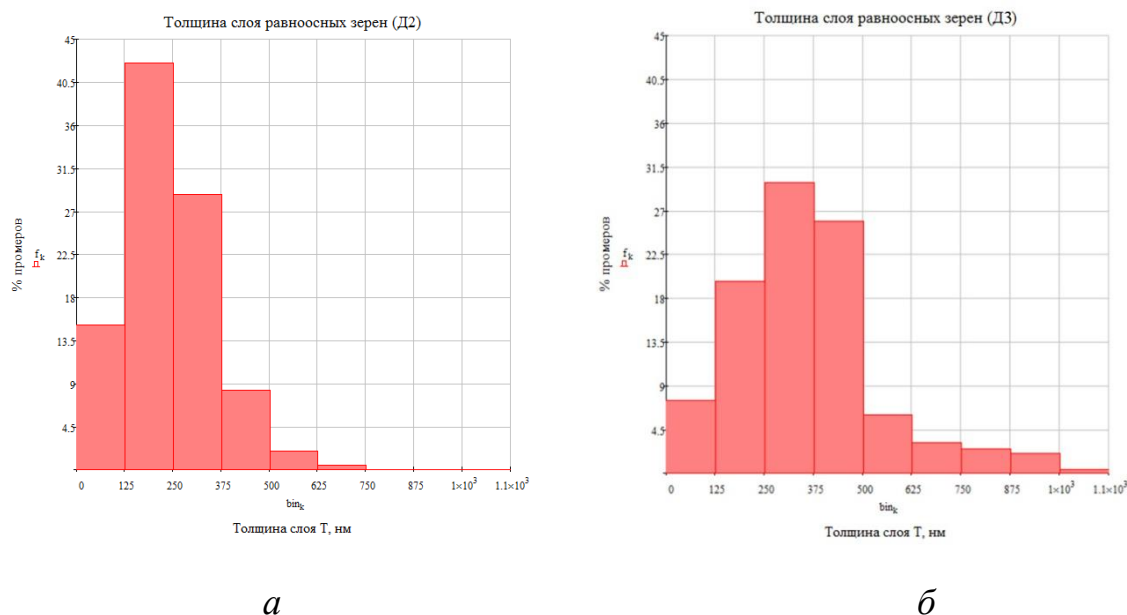 Толщина слоя равноосных зерен (Д2)
45
40.5
36
31.5
27
22.5
18
13.5
9
4.5
% промеров
f_k
n
0 125 250 375 500 625 750 875 1×10³ 1.1×10³
bin_k
Толщина слоя T, нм
а
Толщина слоя равноосных зерен (Д3)
45
40.5
36
31.5
27
22.5
18
13.5
9
4.5
% промеров
f_k
n
0 125 250 375 500 625 750 875 1×10³ 1.1×10³
bin_k
Толщина слоя T, нм
б